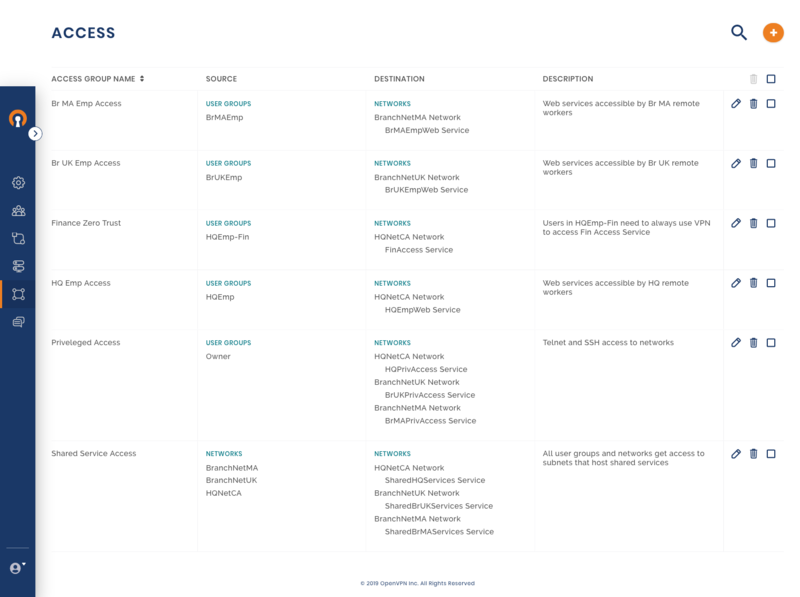 ACCESS
ACCESS GROUP NAME SOURCE DESTINATION DESCRIPTION
Br MA Emp Access
USER GROUPS
BrMAEmp
NETWORKS
BranchNetMA Network
BrMAEmpWeb Service
Web services accessible by Br MA remote
workers
Br UK Emp Access
USER GROUPS
BrUKEmp
NETWORKS
BranchNetUK Network
BrUKEmpWeb Service
Web services accessible by Br UK remote
workers
Finance Zero Trust
USER GROUPS
HQEmp-Fin
NETWORKS
HQNetCA Network
FinAccess Service
Users in HQEmp-Fin need to always use VPN
to access Fin Access Service
HQ Emp Access
USER GROUPS
HQEmp
NETWORKS
HQNetCA Network
HQEmpWeb Service
Web services accessible by HQ remote
workers
Priveleged Access
USER GROUPS
Owner
NETWORKS
HQNetCA Network
HQPrivAccess Service
BranchNetUK Network
BrUKPrivAccess Service
BranchNetMA Network
BrMAPrivAccess Service
Telnet and SSH access to networks
Shared Service Access
NETWORKS
BranchNetMA
BranchNetUK
HQNetCA
NETWORKS
HQNetCA Network
SharedHQServices Service
BranchNetUK Network
SharedBrUKServices Service
BranchNetMA Network
SharedBrMAServices Service
All user groups and networks get access to
subnets that host shared services
© 2019 OpenVPN Inc. All Rights Reserved